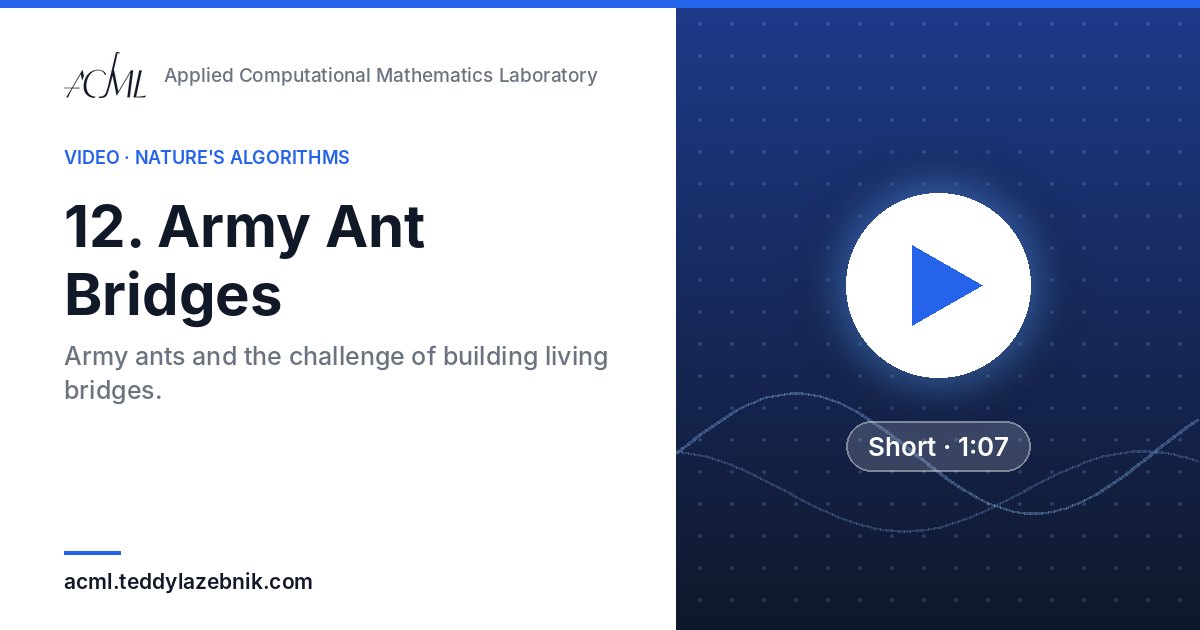 ACML Applied Computational Mathematics Laboratory
VIDEO · NATURE'S ALGORITHMS
12. Army Ant
Bridges
Army ants and the challenge of building living
bridges.
Short · 1:07
acml.teddylazebnik.com